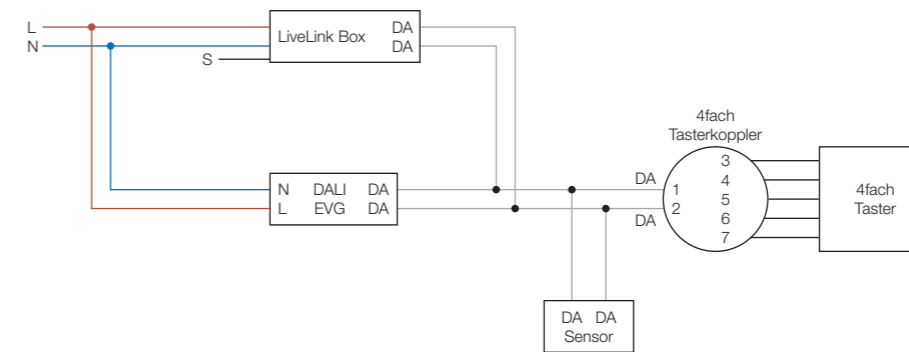 L
N
S
LiveLink Box
DA
DA
N DALI DA
L EVG DA
4fach
Tasterkoppler
DA
DA
1
2
3
4
5
6
7
4fach
Taster
DA DA
Sensor